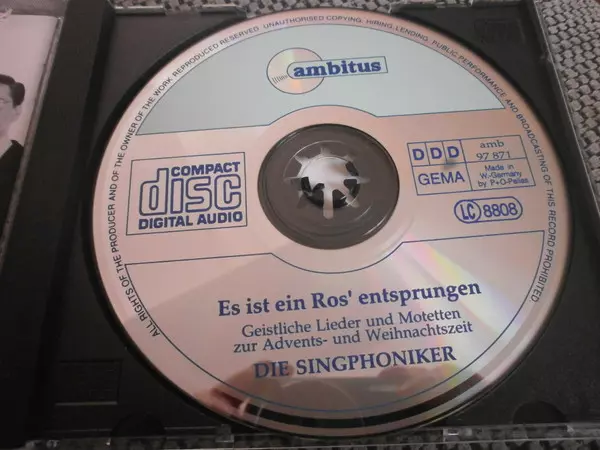 ALL RIGHTS OF THE PRODUCER AND OF THE OWNER OF THE WORK REPRODUCED RESERVED. UNAUTHORISED COPYING, HIRING, LENDING, PUBLIC PERFORMANCE AND BROADCASTING OF THIS RECORD PROHIBITED.
ambitus
COMPACT
disc
DIGITAL AUDIO
DDD
GEMA
amb
97 871
Made in
W.-Germany
by P+O-Pallas
LC 8808
Es ist ein Ros' entsprungen
Geistliche Lieder und Motetten
zur Advents- und Weihnachtszeit
DIE SINGPHONIKER